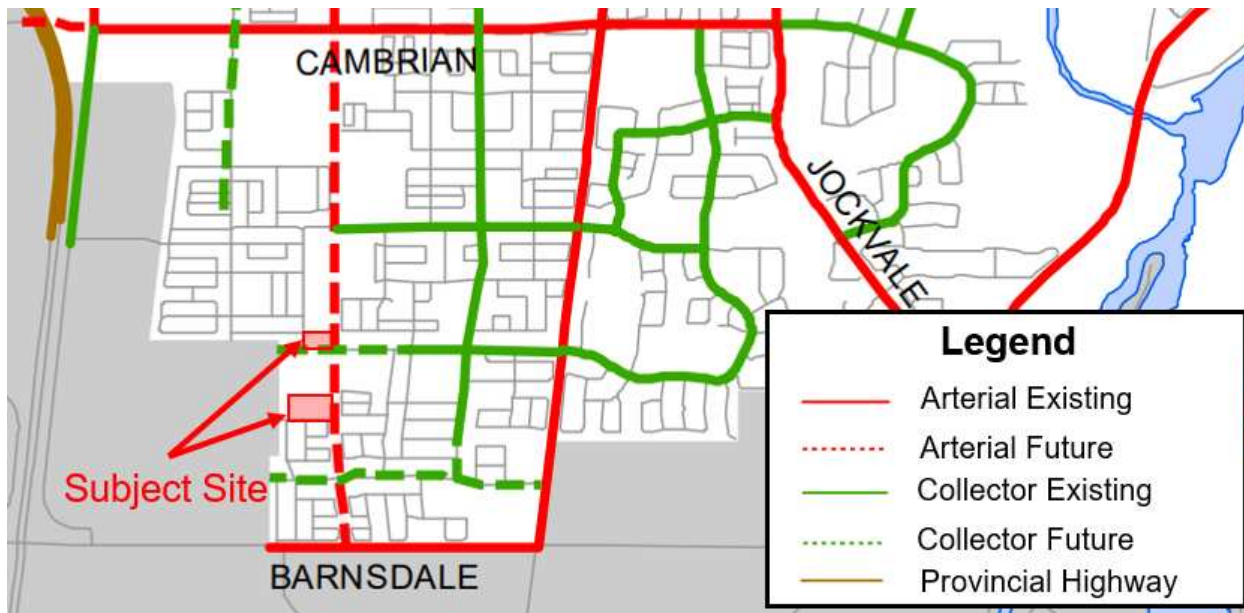 CAMBRIAN
JOCKVALE
Subject Site
BARNSDALE
Legend
Arterial Existing
Arterial Future
Collector Existing
Collector Future
Provincial Highway